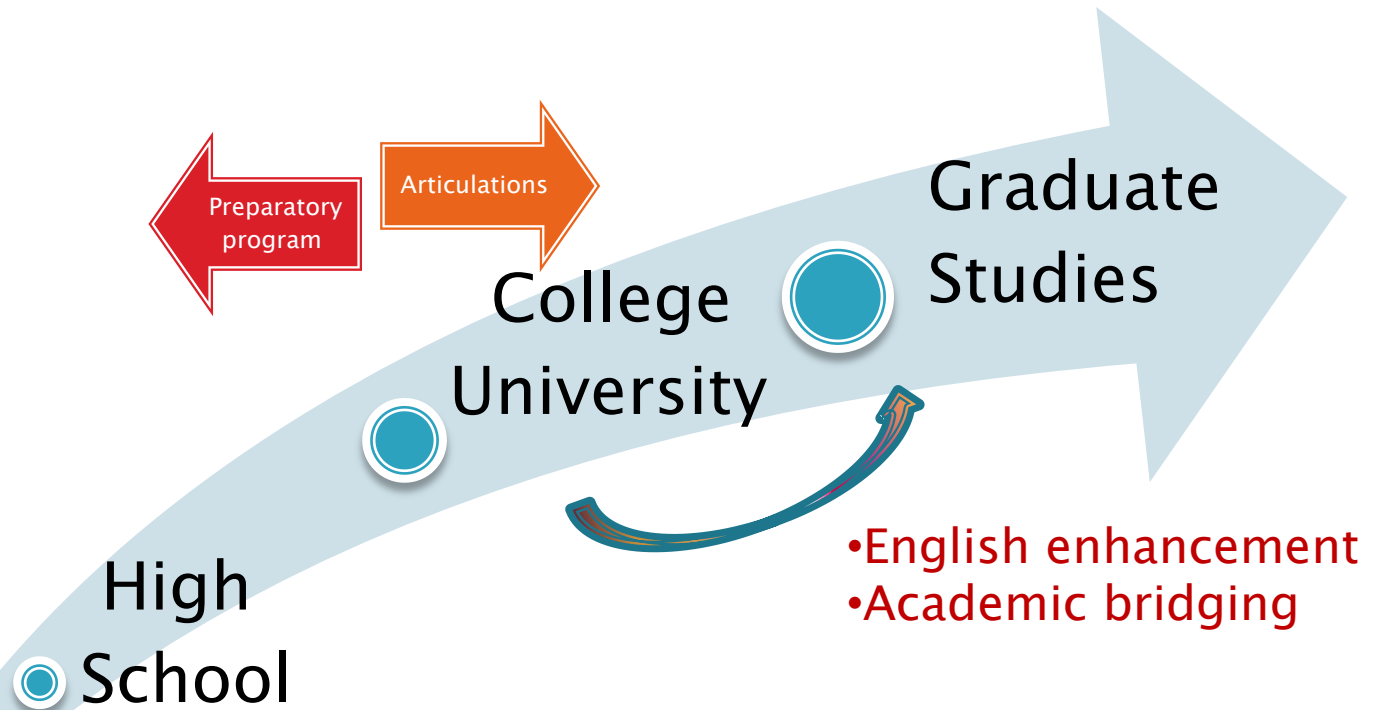 Preparatory
program
Articulations
Graduate
Studies
College
University
•English enhancement
•Academic bridging
High
School